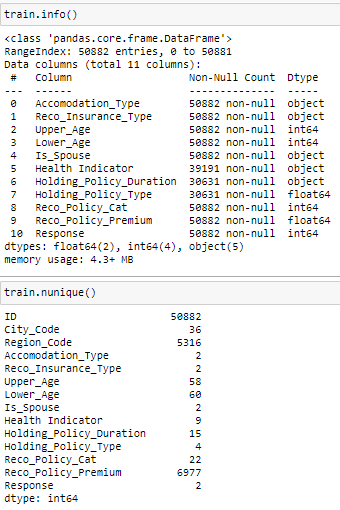 train.info()
<class 'pandas.core.frame.DataFrame'>
RangeIndex: 50882 entries, 0 to 50881
Data columns (total 11 columns):
 #   Column                   Non-Null Count  Dtype
---  ------                   --------------  -----
 0   Accomodation_Type        50882 non-null  object
 1   Reco_Insurance_Type      50882 non-null  object
 2   Upper_Age                50882 non-null  int64
 3   Lower_Age                50882 non-null  int64
 4   Is_Spouse                50882 non-null  object
 5   Health Indicator         39191 non-null  object
 6   Holding_Policy_Duration  30631 non-null  object
 7   Holding_Policy_Type      30631 non-null  float64
 8   Reco_Policy_Cat          50882 non-null  int64
 9   Reco_Policy_Premium      50882 non-null  float64
 10  Response                 50882 non-null  int64
dtypes: float64(2), int64(4), object(5)
memory usage: 4.3+ MB
train.nunique()
ID                         50882
City_Code                     36
Region_Code                 5316
Accomodation_Type              2
Reco_Insurance_Type            2
Upper_Age                     58
Lower_Age                     60
Is_Spouse                      2
Health Indicator               9
Holding_Policy_Duration       15
Holding_Policy_Type            4
Reco_Policy_Cat               22
Reco_Policy_Premium         6977
Response                       2
dtype: int64